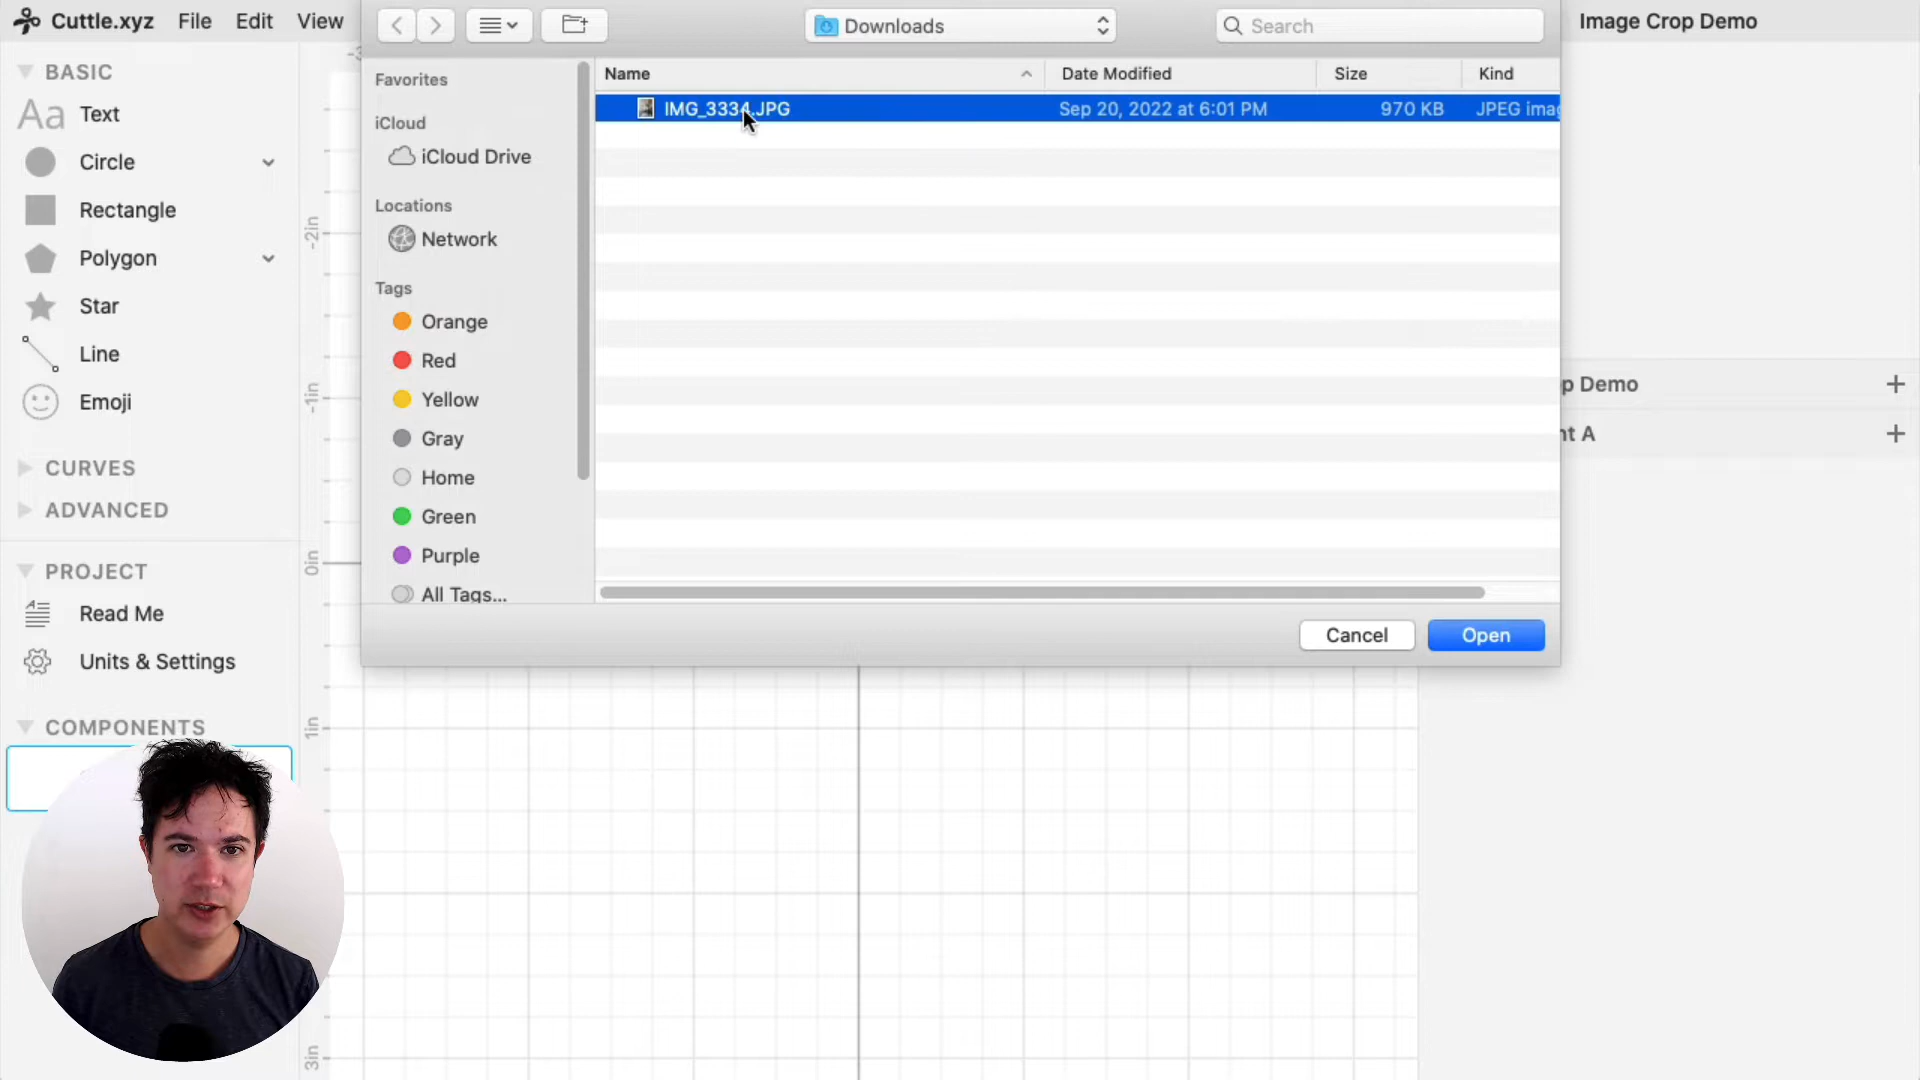 Cuttle.xyz File Edit View
Downloads
Search
Image Crop Demo
BASIC
Text
Circle
Rectangle
Polygon
Star
Line
Emoji
CURVES
ADVANCED
PROJECT
Read Me
Units & Settings
COMPONENTS
Favorites
iCloud
iCloud Drive
Locations
Network
Tags
Orange
Red
Yellow
Gray
Home
Green
Purple
All Tags...
Name Date Modified Size Kind
IMG_3334.JPG Sep 20, 2022 at 6:01 PM 970 KB JPEG imag
Cancel Open
p Demo
nt A
-2in
-1in
0in
1in
3in